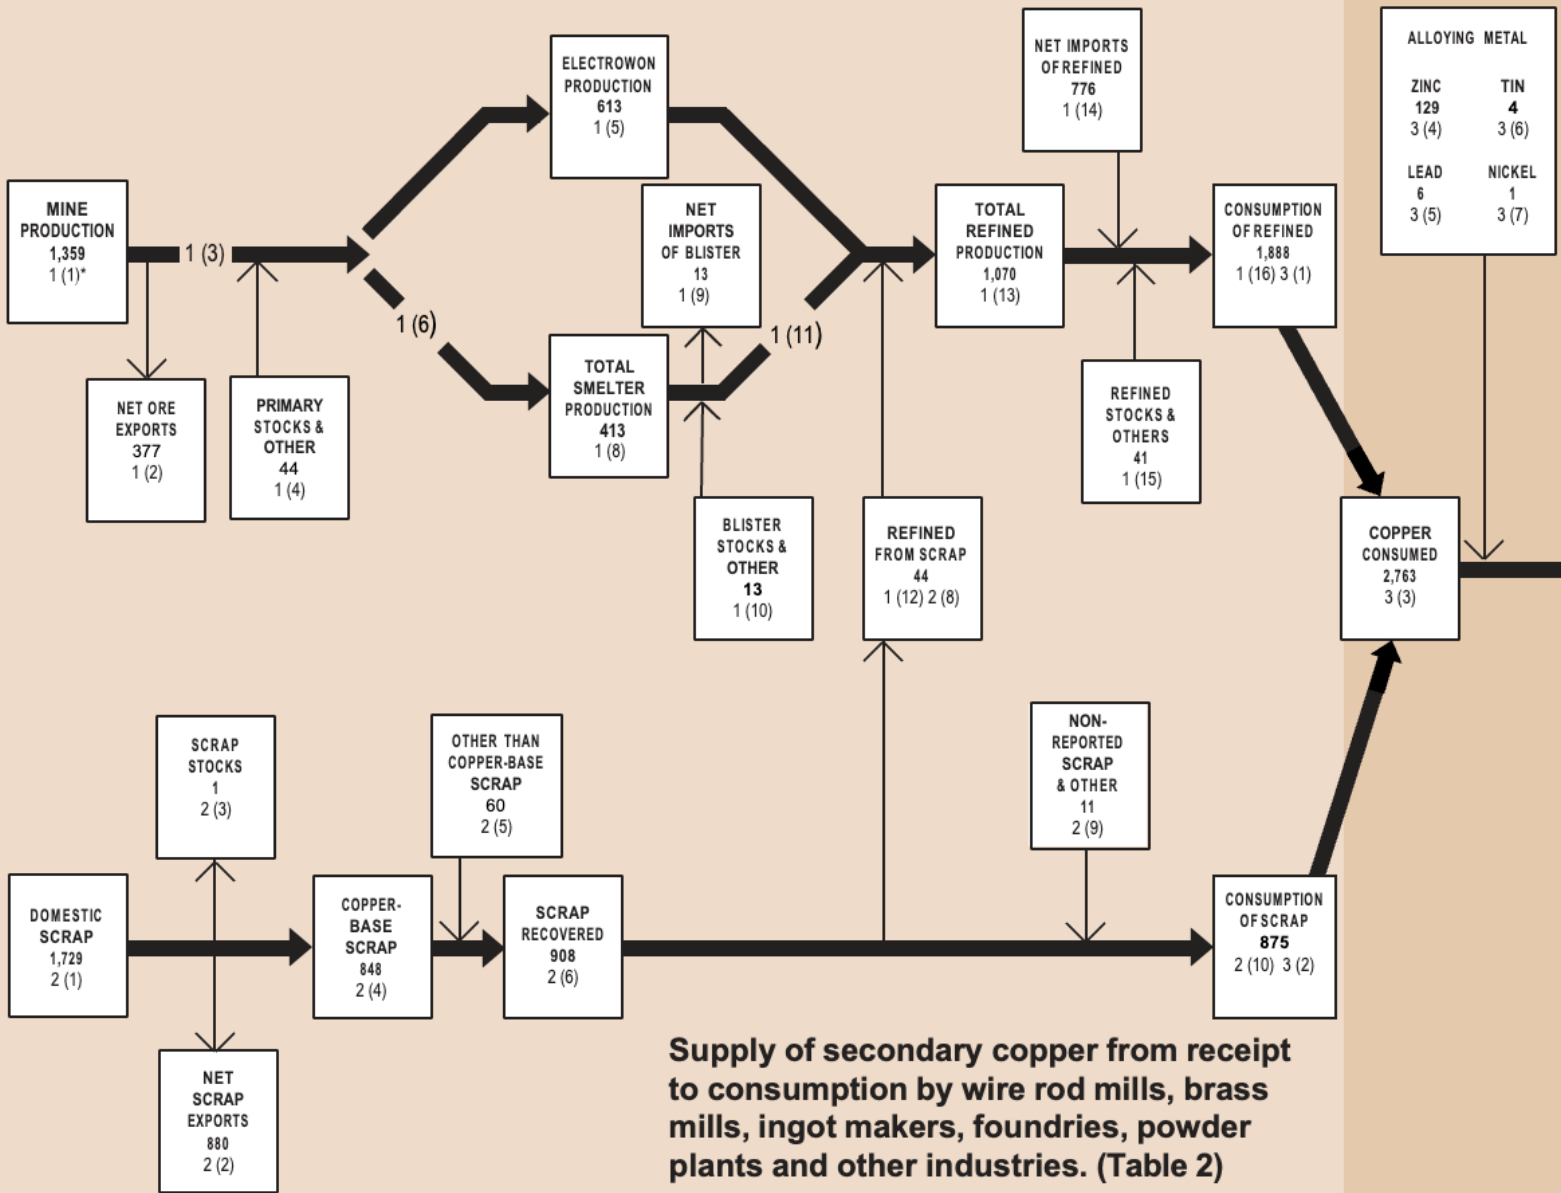 MINE
PRODUCTION
1,359
1 (1)*
1 (3)
NET ORE
EXPORTS
377
1 (2)
PRIMARY
STOCKS &
OTHER
44
1 (4)
1 (6)
ELECTROWON
PRODUCTION
613
1 (5)
TOTAL
SMELTER
PRODUCTION
413
1 (8)
NET
IMPORTS
OF BLISTER
13
1 (9)
BLISTER
STOCKS &
OTHER
13
1 (10)
1 (11)
REFINED
FROM SCRAP
44
1 (12) 2 (8)
TOTAL
REFINED
PRODUCTION
1,070
1 (13)
NET IMPORTS
OF REFINED
776
1 (14)
REFINED
STOCKS &
OTHERS
41
1 (15)
CONSUMPTION
OF REFINED
1,888
1 (16) 3 (1)
ALLOYING METAL
ZINC
129
3 (4)
TIN
4
3 (6)
LEAD
6
3 (5)
NICKEL
1
3 (7)
COPPER
CONSUMED
2,763
3 (3)
DOMESTIC
SCRAP
1,729
2 (1)
SCRAP
STOCKS
1
2 (3)
NET
SCRAP
EXPORTS
880
2 (2)
COPPER-
BASE
SCRAP
848
2 (4)
OTHER THAN
COPPER-BASE
SCRAP
60
2 (5)
SCRAP
RECOVERED
908
2 (6)
NON-
REPORTED
SCRAP
& OTHER
11
2 (9)
CONSUMPTION
OF SCRAP
875
2 (10) 3 (2)
Supply of secondary copper from receipt
to consumption by wire rod mills, brass
mills, ingot makers, foundries, powder
plants and other industries. (Table 2)